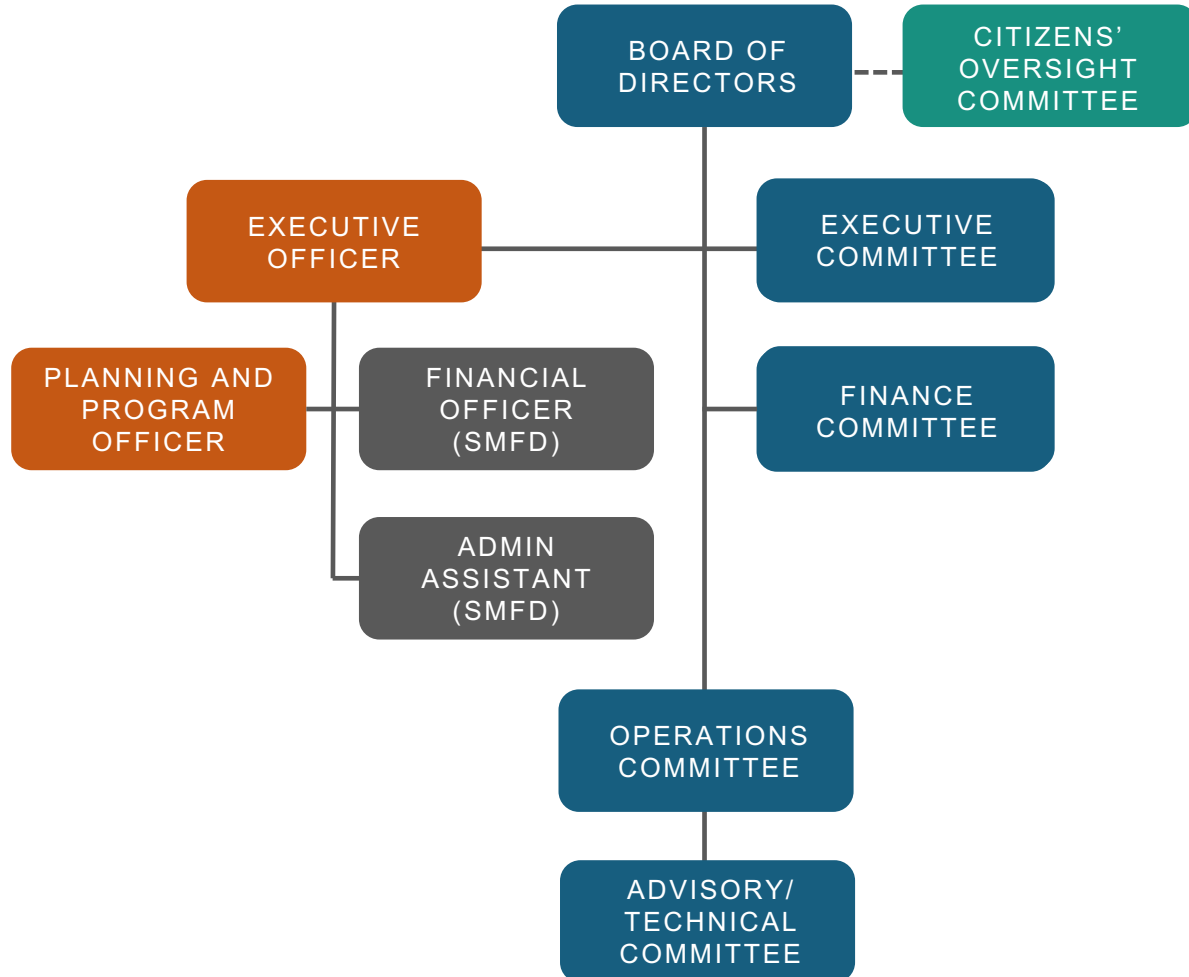 BOARD OF
DIRECTORS
CITIZENS’
OVERSIGHT
COMMITTEE
EXECUTIVE
OFFICER
EXECUTIVE
COMMITTEE
PLANNING AND
PROGRAM
OFFICER
FINANCIAL
OFFICER
(SMFD)
FINANCE
COMMITTEE
ADMIN
ASSISTANT
(SMFD)
OPERATIONS
COMMITTEE
ADVISORY/
TECHNICAL
COMMITTEE